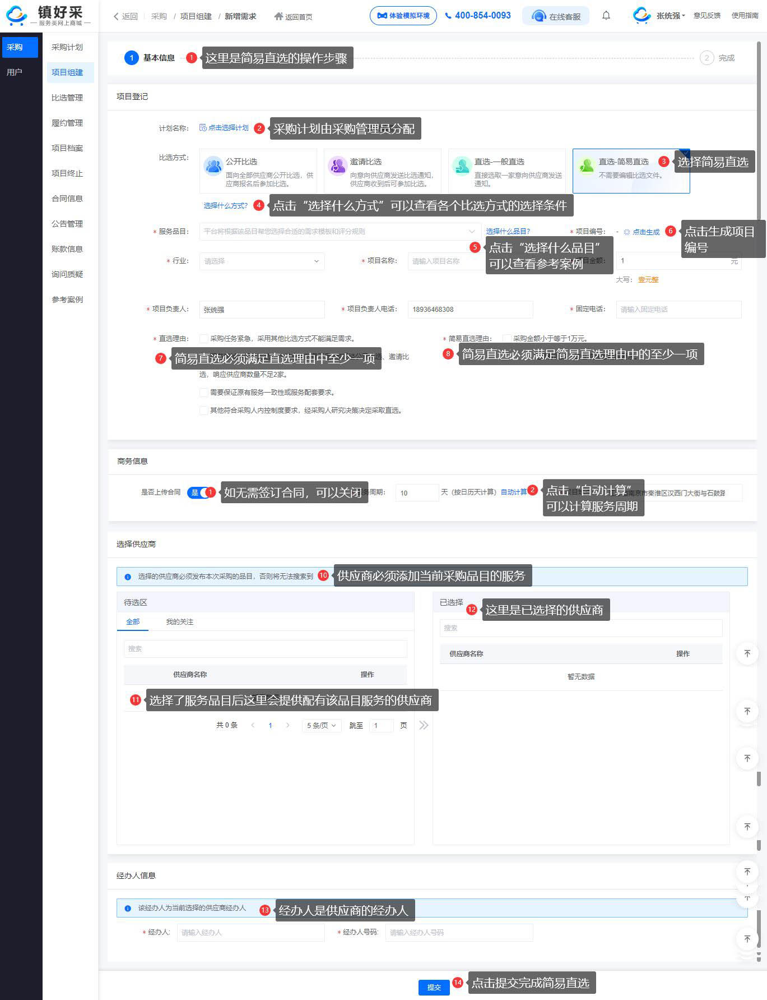 镇好采
服务类网上商城
返回 采购 / 项目组建 / 新增需求 返回首页
体验模拟环境
400-854-0093
在线客服
张统强
意见反馈
使用指南
采购
用户
采购计划
项目组建
比选管理
履约管理
项目档案
项目终止
合同信息
公告管理
账款信息
询问质疑
参考案例
1 基本信息
1 这里是简易直选的操作步骤
2 完成
项目登记
计划名称: 点击选择计划
2 采购计划由采购管理员分配
比选方式:
公开比选
面向全部供应商公开比选，供
应商报名后参加比选。
邀请比选
向意向供应商发送比选通知，
供应商收到后可参加比选。
直选-一般直选
直接选取一家意向供应商发送
通知。
直选-简易直选
不需要编辑比选文件。
3 选择简易直选
选择什么方式?
4 点击“选择什么方式”可以查看各个比选方式的选择条件
* 服务品目: 平台将根据该品目帮您选择合适的需求模板和评分规则 选择什么品目?
* 项目编号: - 点击生成
6 点击生成项目
编号
5 点击“选择什么品目”
可以查看参考案例
* 行业: 请选择
* 项目名称: 请输入项目名称
项目金额: 1 元
大写: 壹元整
* 项目负责人: 张统强
* 项目负责人电话: 18936468308
* 固定电话: 请输入固定电话
* 直选理由: 采购任务紧急，采用其他比选方式不能满足需求。
* 简易直选理由: 采购金额小于等于1万元。
7 简易直选必须满足直选理由中至少一项
、邀请比
选，响应供应商数量不足2家。
8 简易直选必须满足简易直选理由中的至少一项
需要保证原有服务一致性或服务配套要求。
其他符合采购人内控制度要求，经采购人研究决策决定采取直选。
商务信息
是否上传合同 是
1 如无需签订合同，可以关闭
务周期: 10 天（按日历天计算）自动计算
2 点击“自动计算”
可以计算服务周期
南京市秦淮区汉西门大街与石鼓路
选择供应商
选择的供应商必须发布本次采购的品目，否则将无法搜索到
10 供应商必须添加当前采购品目的服务
待选区
全部 我的关注
搜索
供应商名称 操作
11 选择了服务品目后这里会提供配有该品目服务的供应商
共 0 条 1 5 条/页 跳至 1 页
已选择
12 这里是已选择的供应商
搜索
供应商名称 操作
暂无数据
经办人信息
该经办人为当前选择的供应商经办人
13 经办人是供应商的经办人
* 经办人: 请输入经办人
* 经办人号码: 请输入经办人号码
提交
14 点击提交完成简易直选